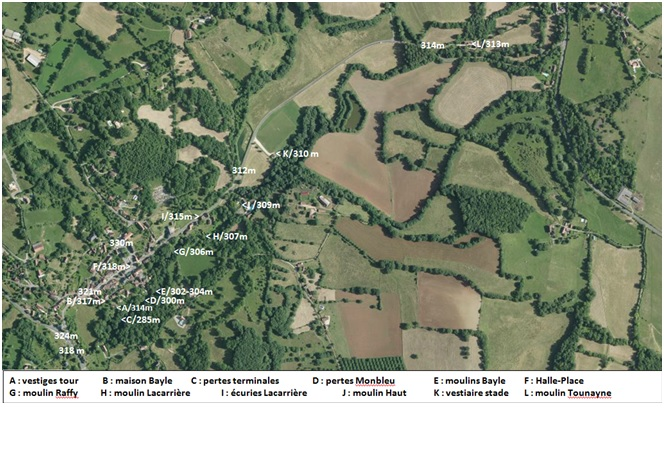 314m
<L/313m
<K/310 m
312m
<J/309m
I/315m>
<H/307m
330m
<G/306m
F/318m>
321m
<E/302-304m
B/317m>
<D/300m
<A/314m
<C/285m
324m
318 m
A : vestiges tour B : maison Bayle C : pertes terminales D : pertes Monbleu E : moulins Bayle F : Halle-Place
G : moulin Raffy H : moulin Lacarrière I : écuries Lacarrière J : moulin Haut K : vestiaire stade L : moulin Tounayne